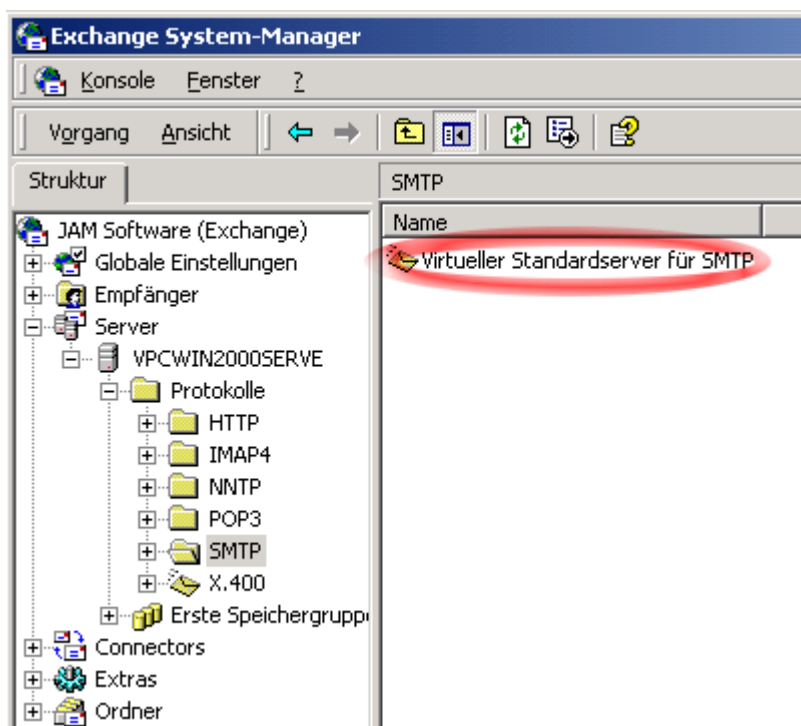 Exchange System-Manager
Konsole Fenster ?
Vorgang Ansicht
Struktur
SMTP
Name
JAM Software (Exchange)
Virtueller Standardserver für SMTP
Globale Einstellungen
Empfänger
Server
VPCWIN2000SERVE
Protokolle
HTTP
IMAP4
NNTP
POP3
SMTP
X.400
Erste Speichergruppe
Connectors
Extras
Ordner